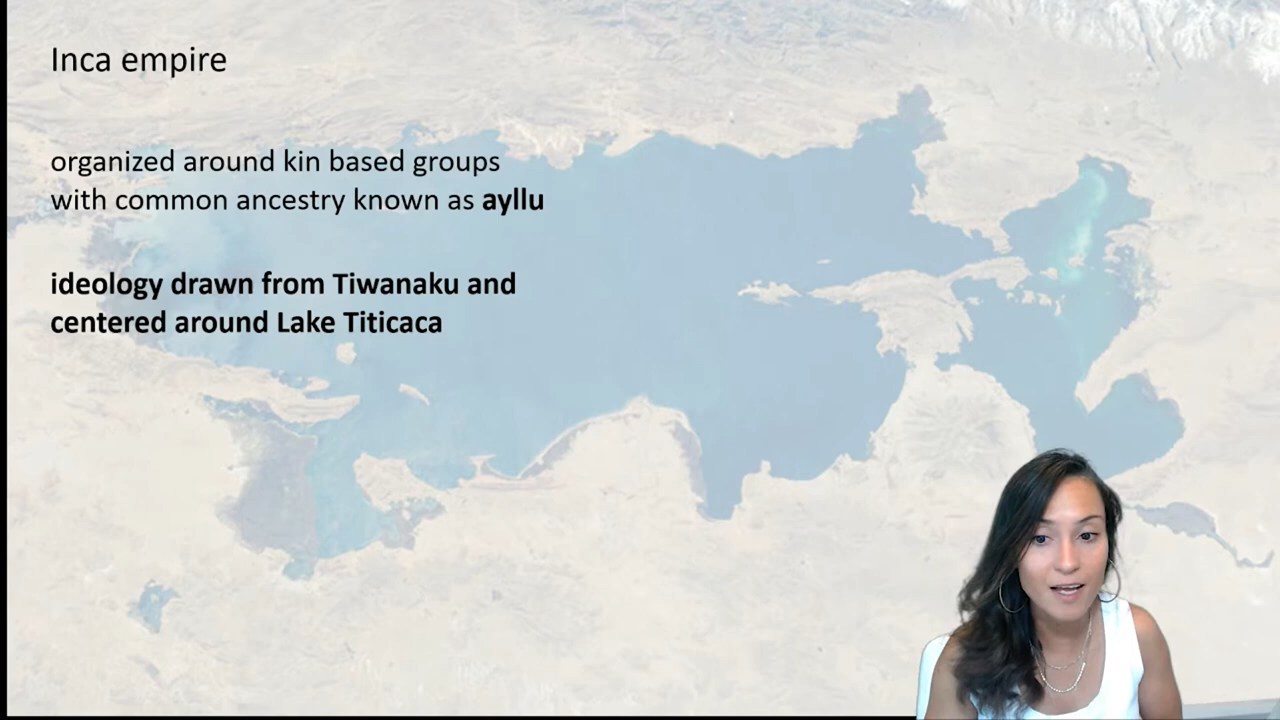 Inca empire
organized around kin based groups
with common ancestry known as ayllu
ideology drawn from Tiwanaku and
centered around Lake Titicaca